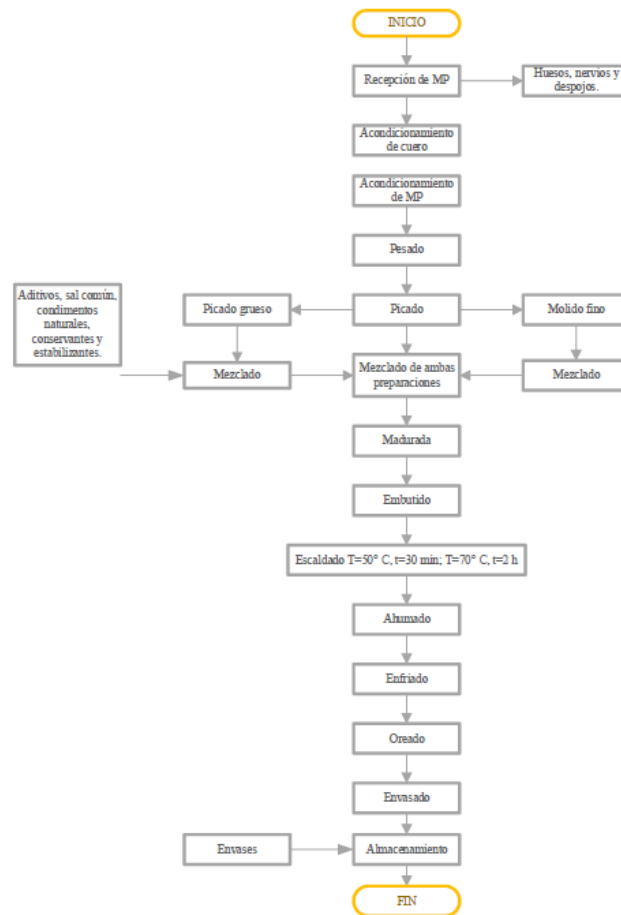 INICIO
Recepción de MP
Huesos, nervios y
despojos.
Acondicionamiento
de cuero
Acondicionamiento
de MP
Pesado
Aditivos, sal común,
condimentos
naturales,
conservantes y
estabilizantes.
Picado grueso
Picado
Molido fino
Mezclado
Mezclado de ambas
preparaciones
Mezclado
Madurada
Embutido
Escaldado T=50° C, t=30 min; T=70° C, t=2 h
Ahumado
Enfriado
Oreado
Envasado
Envases
Almacenamiento
FIN